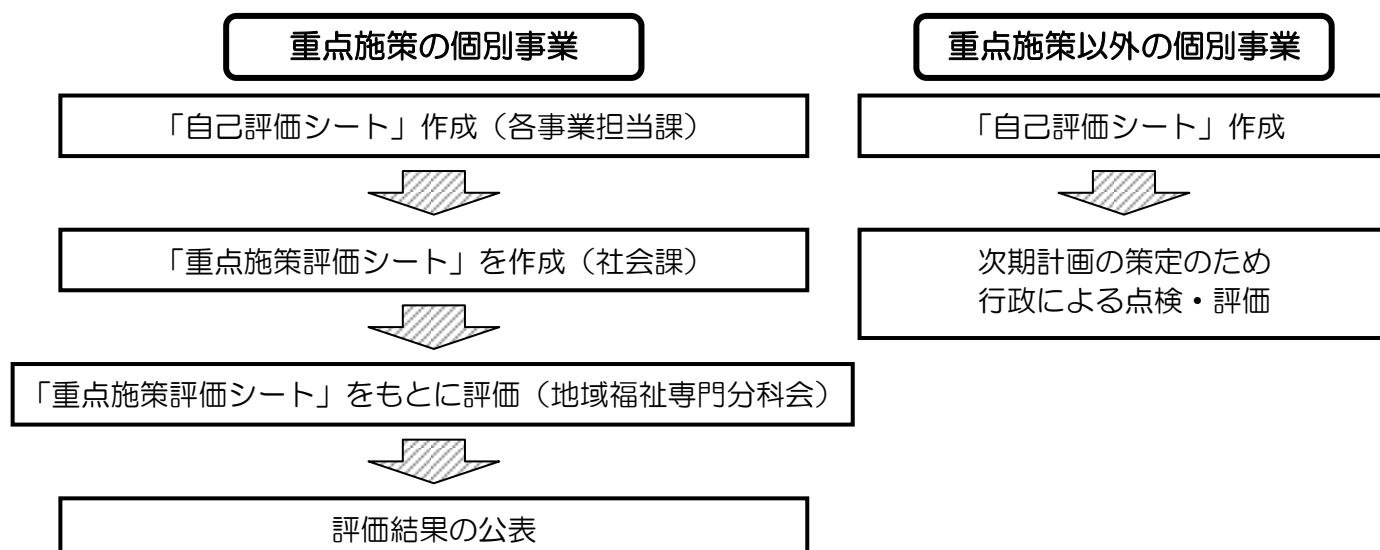 重点施策の個別事業
「自己評価シート」作成（各事業担当課）
「重点施策評価シート」を作成（社会課）
「重点施策評価シート」をもとに評価（地域福祉専門分科会）
評価結果の公表
重点施策以外の個別事業
「自己評価シート」作成
次期計画の策定のため
行政による点検・評価